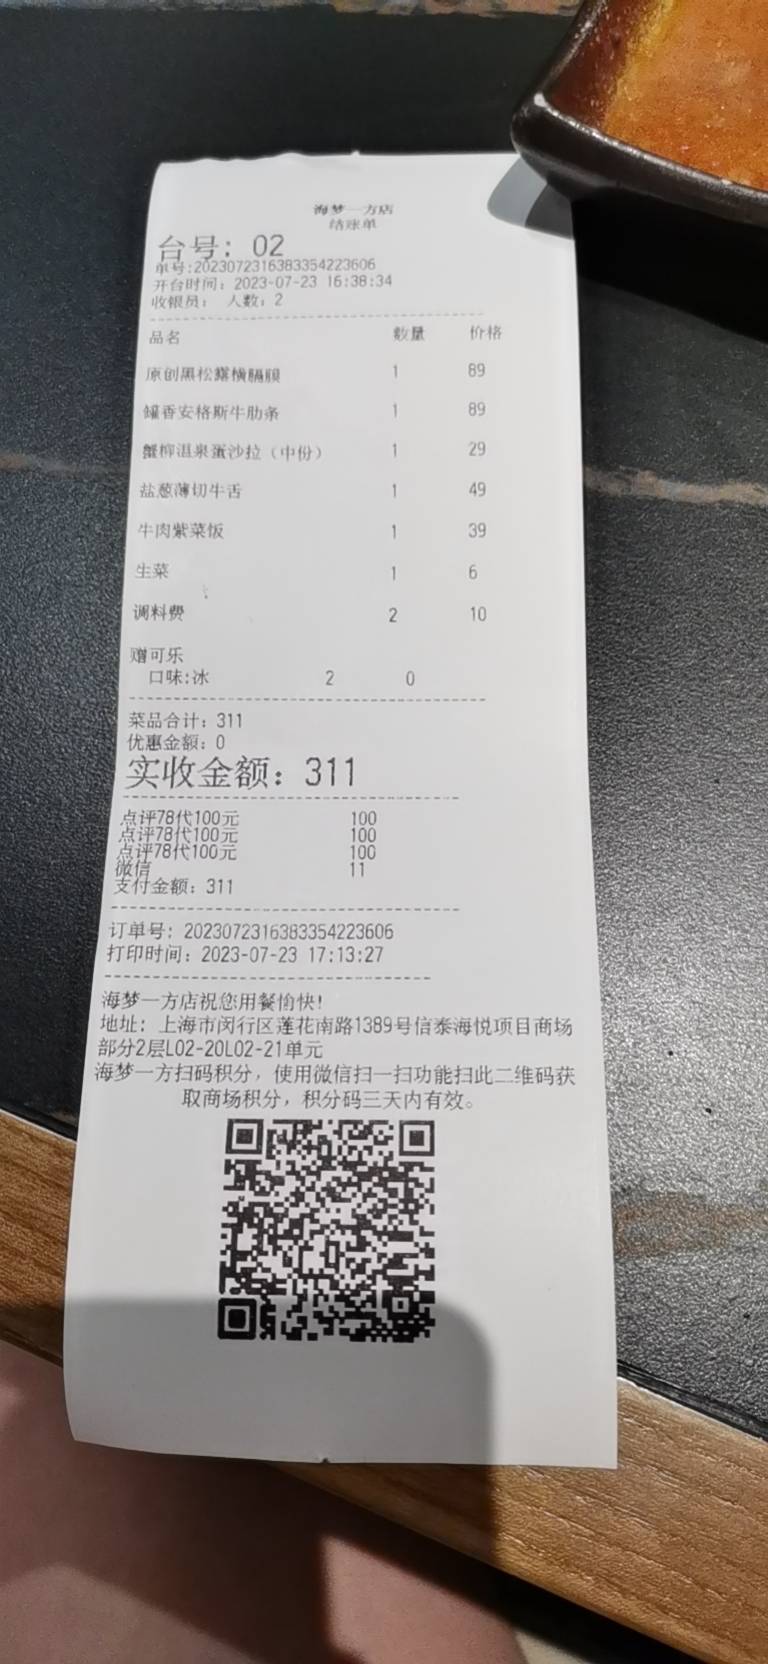 海梦一方店
结账单
台号: 02
单号:2023072316383354223606
开台时间: 2023-07-23 16:38:34
收银员: 人数: 2
品名 数量 价格
原创黑松露横膈膜 1 89
罐香安格斯牛肋条 1 89
蟹柳温泉蛋沙拉（中份） 1 29
盐葱薄切牛舌 1 49
牛肉紫菜饭 1 39
生菜 1 6
调料费 2 10
赠可乐
口味:冰 2 0
菜品合计: 311
优惠金额: 0
实收金额: 311
点评78代100元 100
点评78代100元 100
点评78代100元 100
微信 11
支付金额: 311
订单号: 2023072316383354223606
打印时间: 2023-07-23 17:13:27
海梦一方店祝您用餐愉快!
地址: 上海市闵行区莲花南路1389号信泰海悦项目商场
部分2层L02-20L02-21单元
海梦一方扫码积分，使用微信扫一扫功能扫此二维码获
取商场积分，积分码三天内有效。